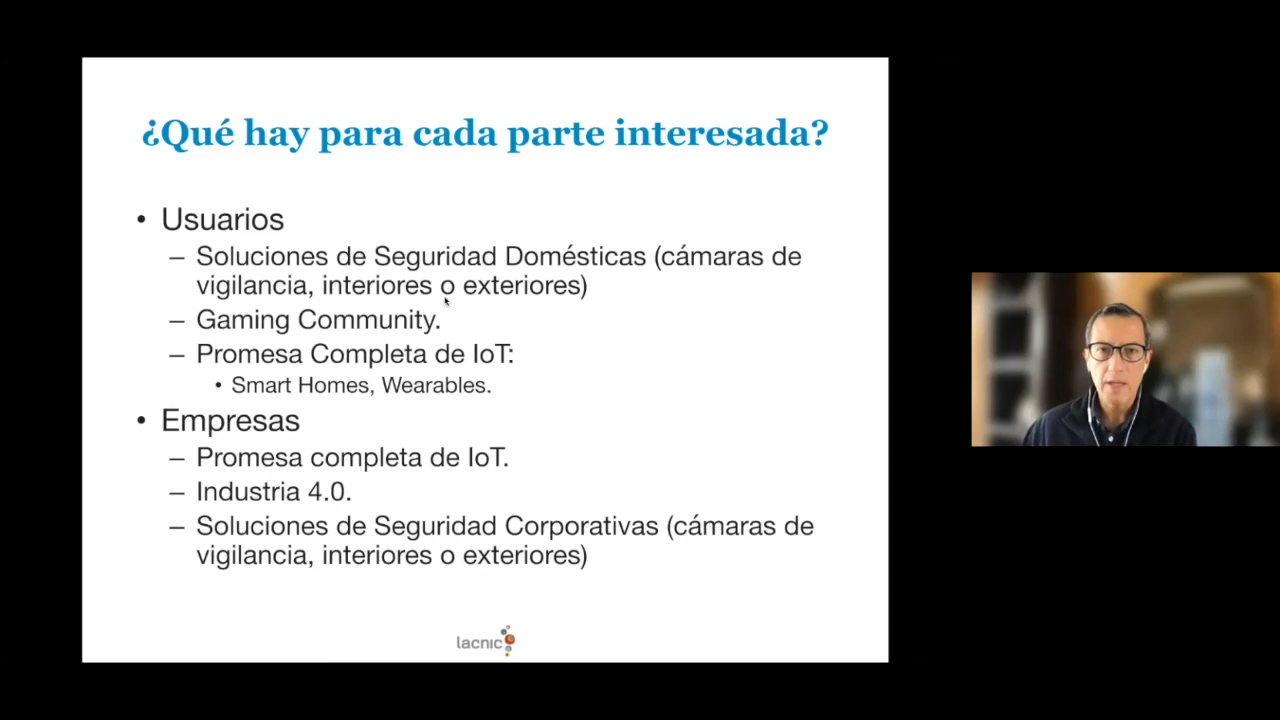 ¿Qué hay para cada parte interesada?
• Usuarios
– Soluciones de Seguridad Domésticas (cámaras de
vigilancia, interiores o exteriores)
– Gaming Community.
– Promesa Completa de IoT:
• Smart Homes, Wearables.
• Empresas
– Promesa completa de IoT.
– Industria 4.0.
– Soluciones de Seguridad Corporativas (cámaras de
vigilancia, interiores o exteriores)
lacnic